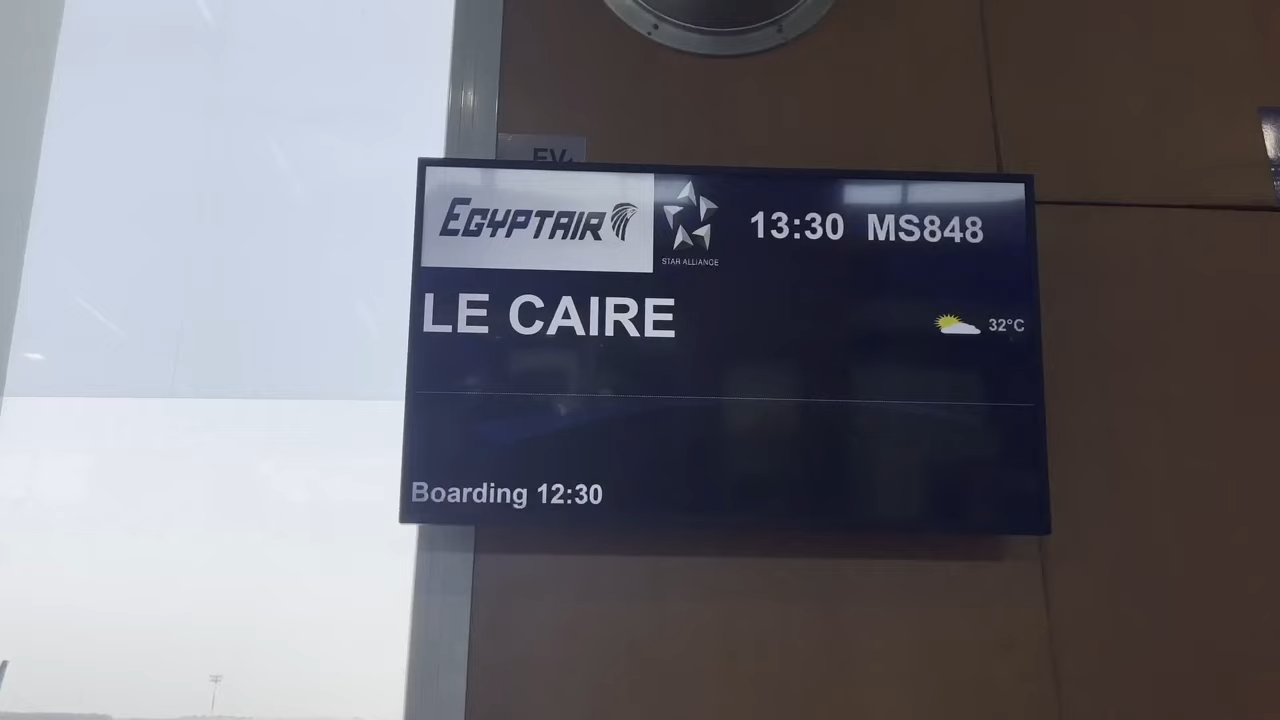 EGYPTAIR
STAR ALLIANCE
13:30 MS848
LE CAIRE
32°C
Boarding 12:30